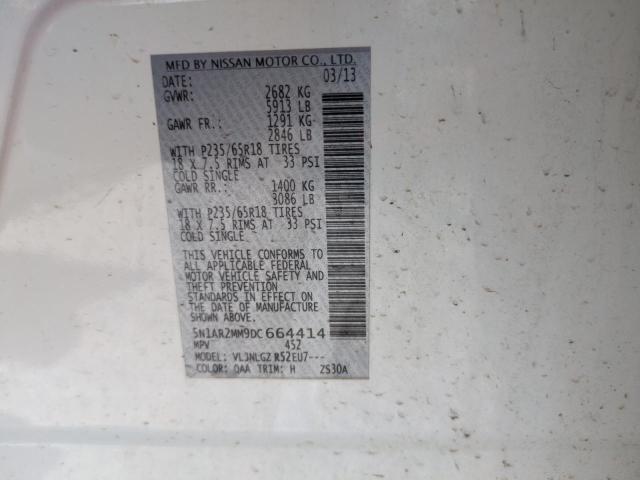 MFD BY NISSAN MOTOR CO., LTD.
DATE: 03/13
GVWR: 2682 KG
5913 LB
GAWR FR.: 1291 KG
2846 LB
WITH P235/65R18 TIRES
18 X 7.5 RIMS AT 33 PSI
COLD SINGLE
GAWR RR.: 1400 KG
3086 LB
WITH P235/65R18 TIRES
18 X 7.5 RIMS AT 33 PSI
COLD SINGLE
THIS VEHICLE CONFORMS TO
ALL APPLICABLE FEDERAL
MOTOR VEHICLE SAFETY AND
THEFT PREVENTION
STANDARDS IN EFFECT ON
THE DATE OF MANUFACTURE
SHOWN ABOVE.
5N1AR2MM9DC664414
MPV 452
MODEL: VLJNLGZ R52EU7---
COLOR: QAA TRIM: H ZS30A